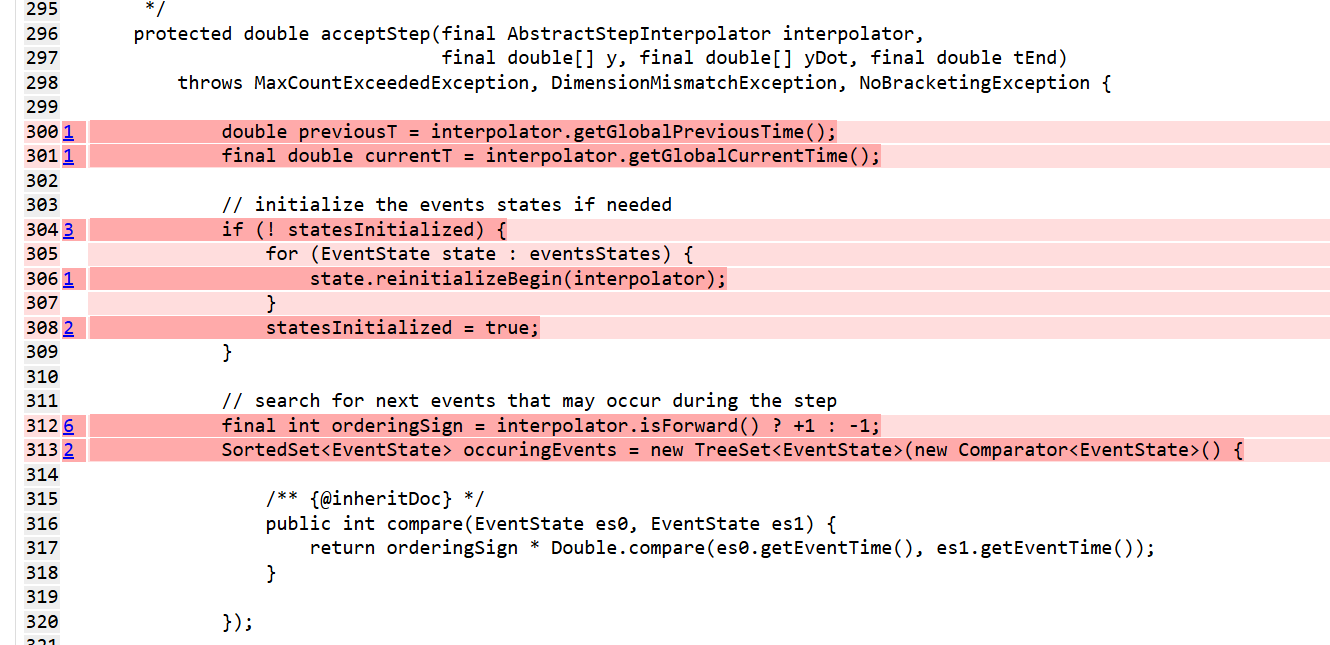 295         */
296        protected double acceptStep(final AbstractStepInterpolator interpolator,
297                                    final double[] y, final double[] yDot, final double tEnd)
298            throws MaxCountExceededException, DimensionMismatchException, NoBracketingException {
299
300 1              double previousT = interpolator.getGlobalPreviousTime();
301 1              final double currentT = interpolator.getGlobalCurrentTime();
302
303                // initialize the events states if needed
304 3              if (! statesInitialized) {
305                    for (EventState state : eventsStates) {
306 1                      state.reinitializeBegin(interpolator);
307                    }
308 2                  statesInitialized = true;
309                }
310
311                // search for next events that may occur during the step
312 6              final int orderingSign = interpolator.isForward() ? +1 : -1;
313 2              SortedSet<EventState> occuringEvents = new TreeSet<EventState>(new Comparator<EventState>() {
314
315                    /** {@inheritDoc} */
316                    public int compare(EventState es0, EventState es1) {
317                        return orderingSign * Double.compare(es0.getEventTime(), es1.getEventTime());
318                    }
319
320                });
321